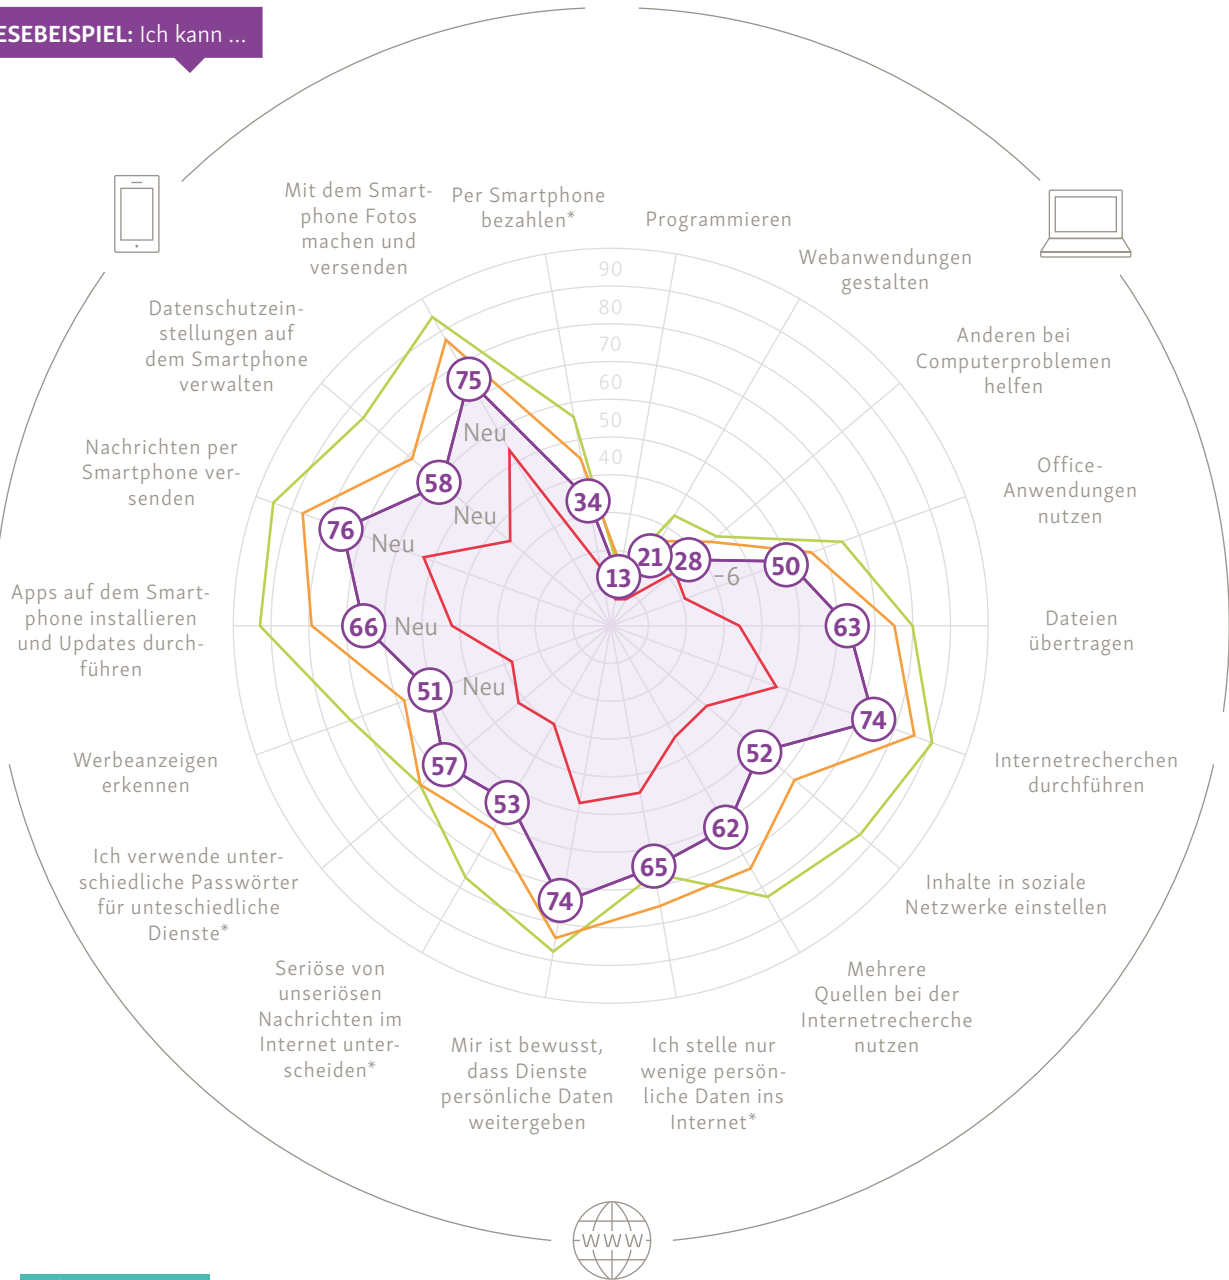 ESEBEISPIEL: Ich kann ...
Mit dem Smart-
phone Fotos
machen und
versenden
Per Smartphone
bezahlen*
Programmieren
Webanwendungen
gestalten
Anderen bei
Computerproblemen
helfen
Office-
Anwendungen
nutzen
Dateien
übertragen
Internetrecherchen
durchführen
Inhalte in soziale
Netzwerke einstellen
Mehrere
Quellen bei der
Internetrecherche
nutzen
Ich stelle nur
wenige persön-
liche Daten ins
Internet*
Mir ist bewusst,
dass Dienste
persönliche Daten
weitergeben
Seriöse von
unseriösen
Nachrichten im
Internet unter-
scheiden*
Ich verwende unter-
schiedliche Passwörter
für unteschiedliche
Dienste*
Werbeanzeigen
erkennen
Apps auf dem Smart-
phone installieren
und Updates durch-
führen
Nachrichten per
Smartphone ver-
senden
Datenschutzein-
stellungen auf
dem Smartphone
verwalten
90
80
70
60
50
40
75
Neu
34
58
Neu
76
Neu
13
21
28
–6
50
66
Neu
63
51
Neu
74
57
52
53
62
65
74
WWW